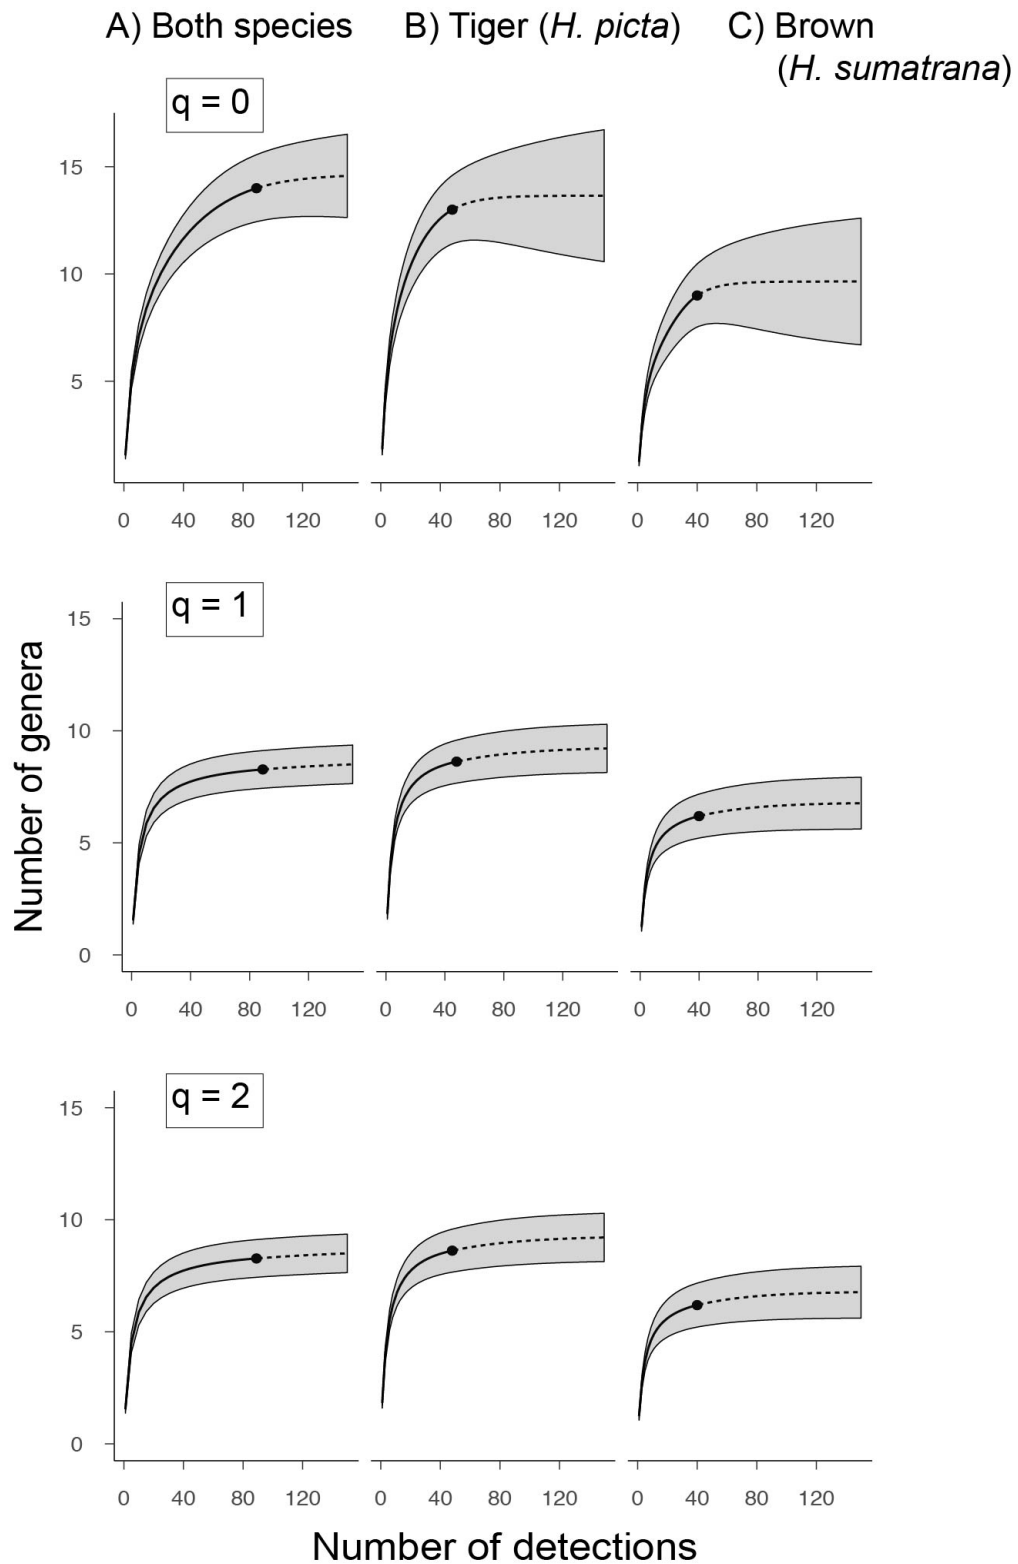 A) Both species
B) Tiger (H. picta)
C) Brown
(H. sumatrana)
q = 0
15
10
5
0 40 80 120
0 40 80 120
0 40 80 120
q = 1
15
10
5
0
0 40 80 120
0 40 80 120
0 40 80 120
Number of genera
q = 2
15
10
5
0
0 40 80 120
0 40 80 120
0 40 80 120
Number of detections